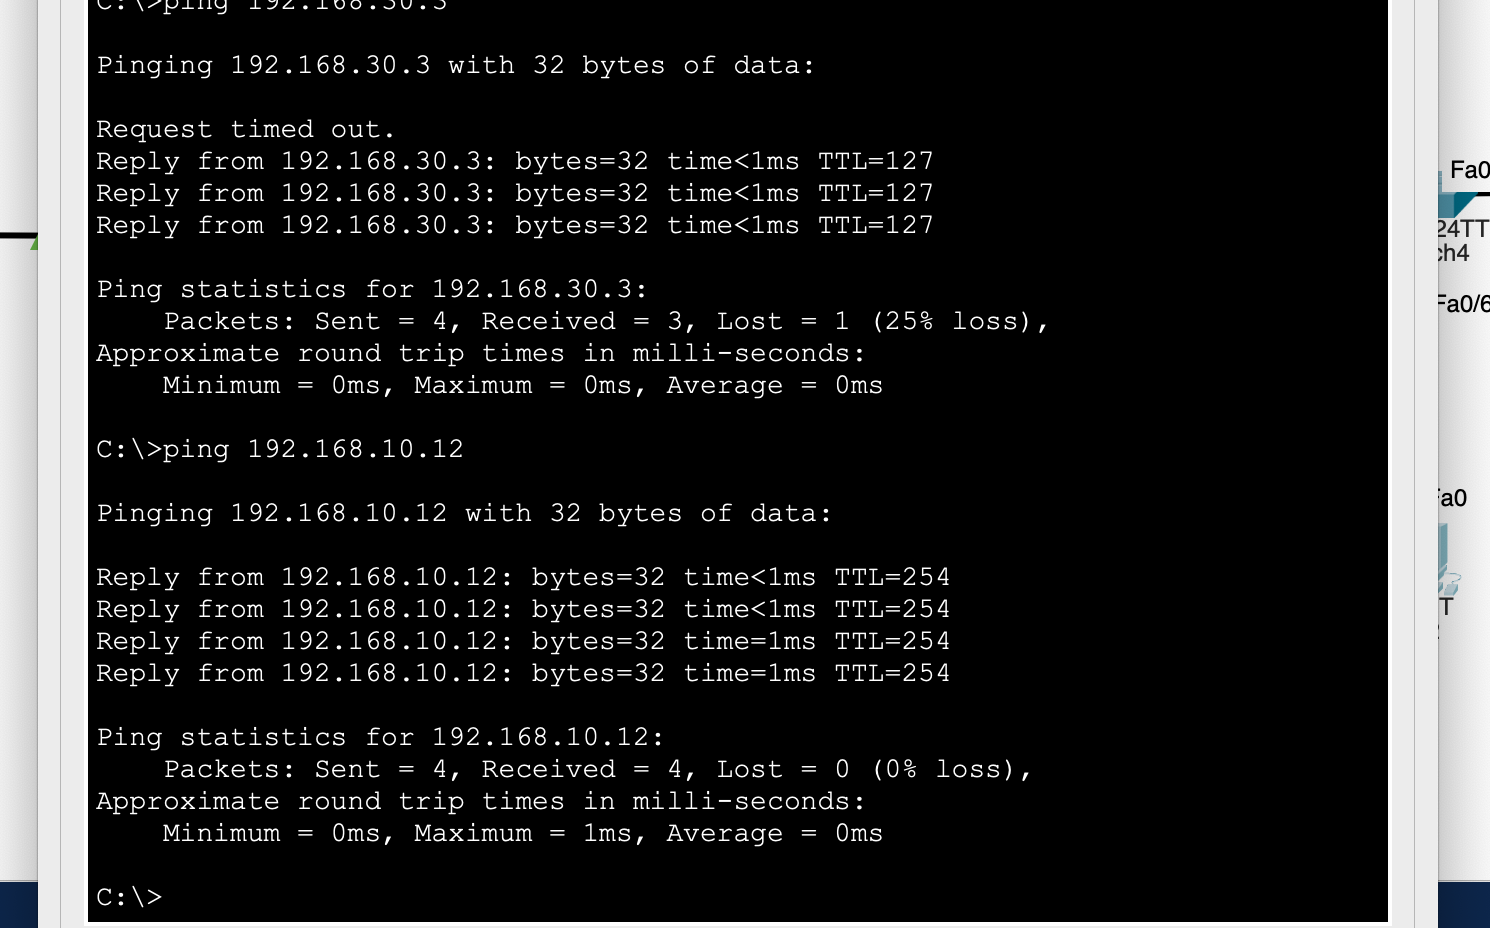 C:\>ping 192.168.30.3
Pinging 192.168.30.3 with 32 bytes of data:
Request timed out.
Reply from 192.168.30.3: bytes=32 time<1ms TTL=127
Reply from 192.168.30.3: bytes=32 time<1ms TTL=127
Reply from 192.168.30.3: bytes=32 time<1ms TTL=127
Ping statistics for 192.168.30.3:
Packets: Sent = 4, Received = 3, Lost = 1 (25% loss),
Approximate round trip times in milli-seconds:
Minimum = 0ms, Maximum = 0ms, Average = 0ms
C:\>ping 192.168.10.12
Pinging 192.168.10.12 with 32 bytes of data:
Reply from 192.168.10.12: bytes=32 time<1ms TTL=254
Reply from 192.168.10.12: bytes=32 time<1ms TTL=254
Reply from 192.168.10.12: bytes=32 time=1ms TTL=254
Reply from 192.168.10.12: bytes=32 time=1ms TTL=254
Ping statistics for 192.168.10.12:
Packets: Sent = 4, Received = 4, Lost = 0 (0% loss),
Approximate round trip times in milli-seconds:
Minimum = 0ms, Maximum = 1ms, Average = 0ms
C:\>
Fa0
24TT
ch4
Fa0/6
Fa0
T